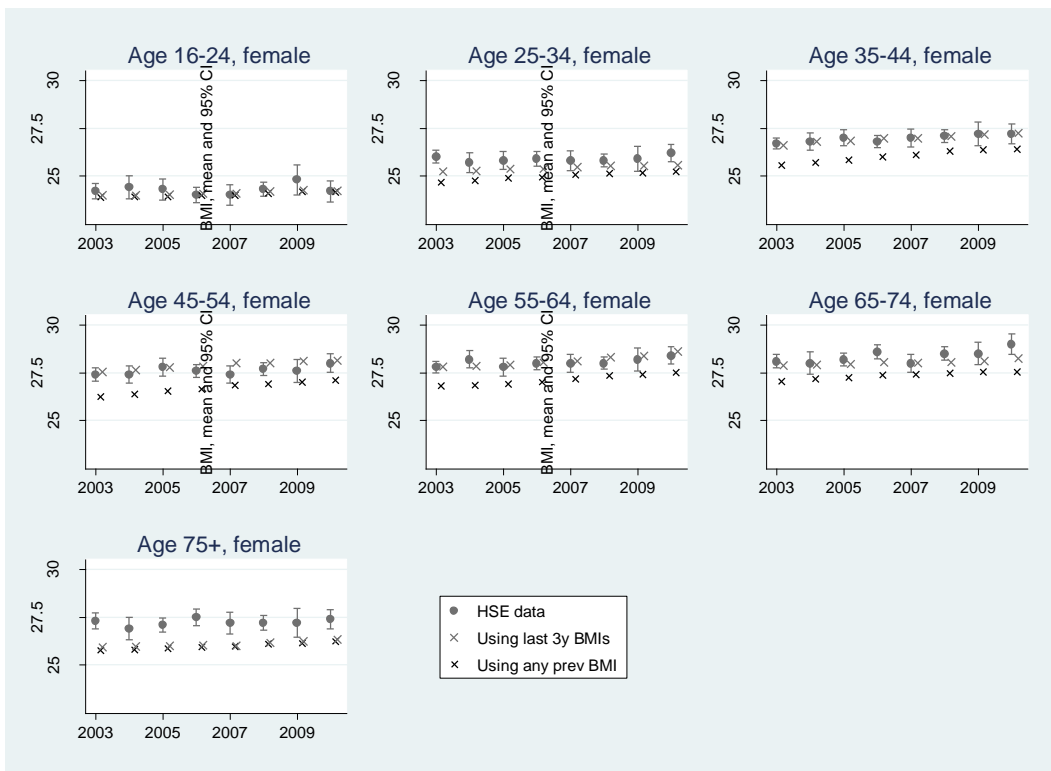 Age 16-24, female
Age 25-34, female
Age 35-44, female
30
27.5
25
BMI, mean and 95% CI
2003 2005 2007 2009
30
27.5
25
BMI, mean and 95% CI
2003 2005 2007 2009
30
27.5
25
2003 2005 2007 2009
Age 45-54, female
Age 55-64, female
Age 65-74, female
30
27.5
25
BMI, mean and 95% CI
2003 2005 2007 2009
30
27.5
25
BMI, mean and 95% CI
2003 2005 2007 2009
30
27.5
25
2003 2005 2007 2009
Age 75+, female
30
27.5
25
2003 2005 2007 2009
HSE data
Using last 3y BMIs
Using any prev BMI